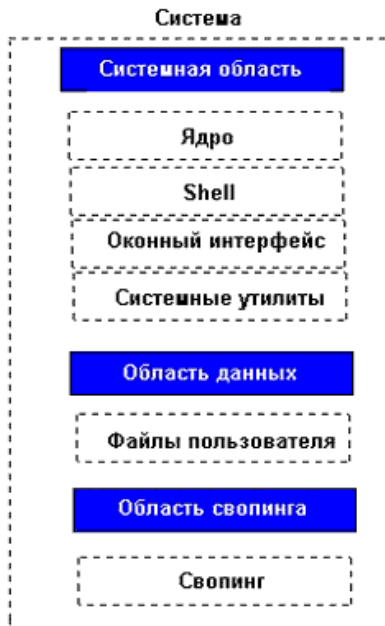 Система
Системная область
Ядро
Shell
Оконный интерфейс
Системные утилиты
Область данных
Файлы пользователя
Область свопинга
Свопинг